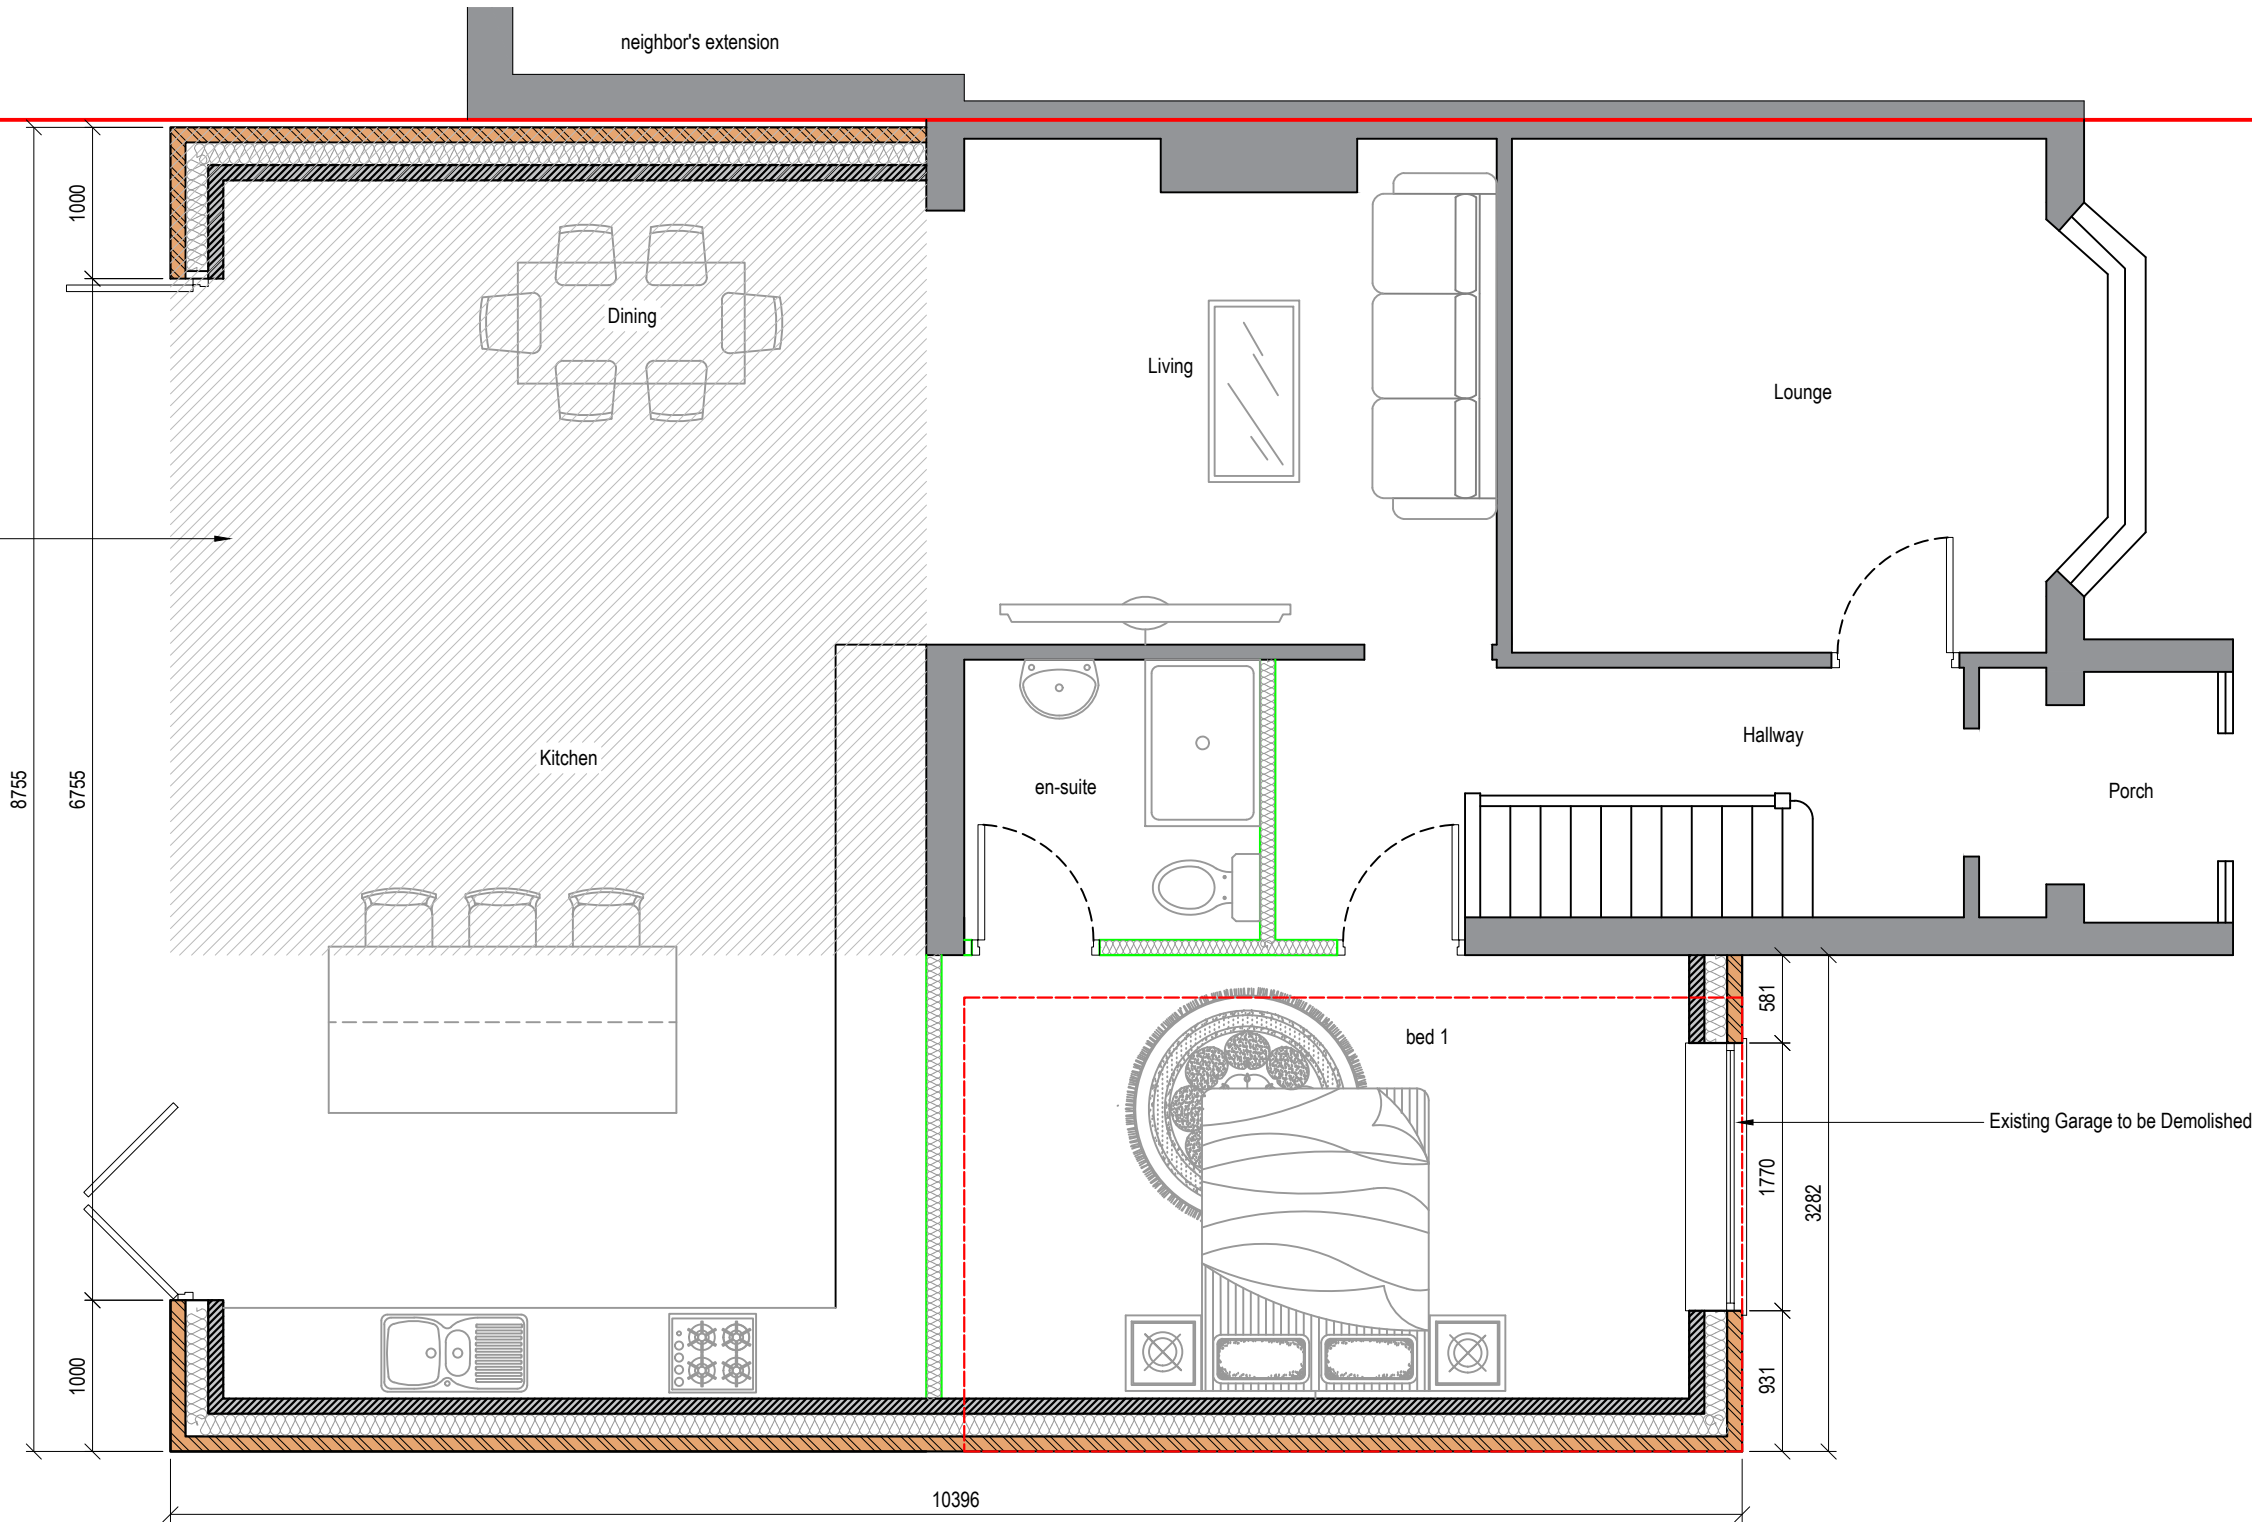 neighbor's extension
1000
Dining
Living
Lounge
Hallway
Kitchen
en-suite
Porch
8755
6755
581
bed 1
Existing Garage to be Demolished
1770
3282
1000
931
10396